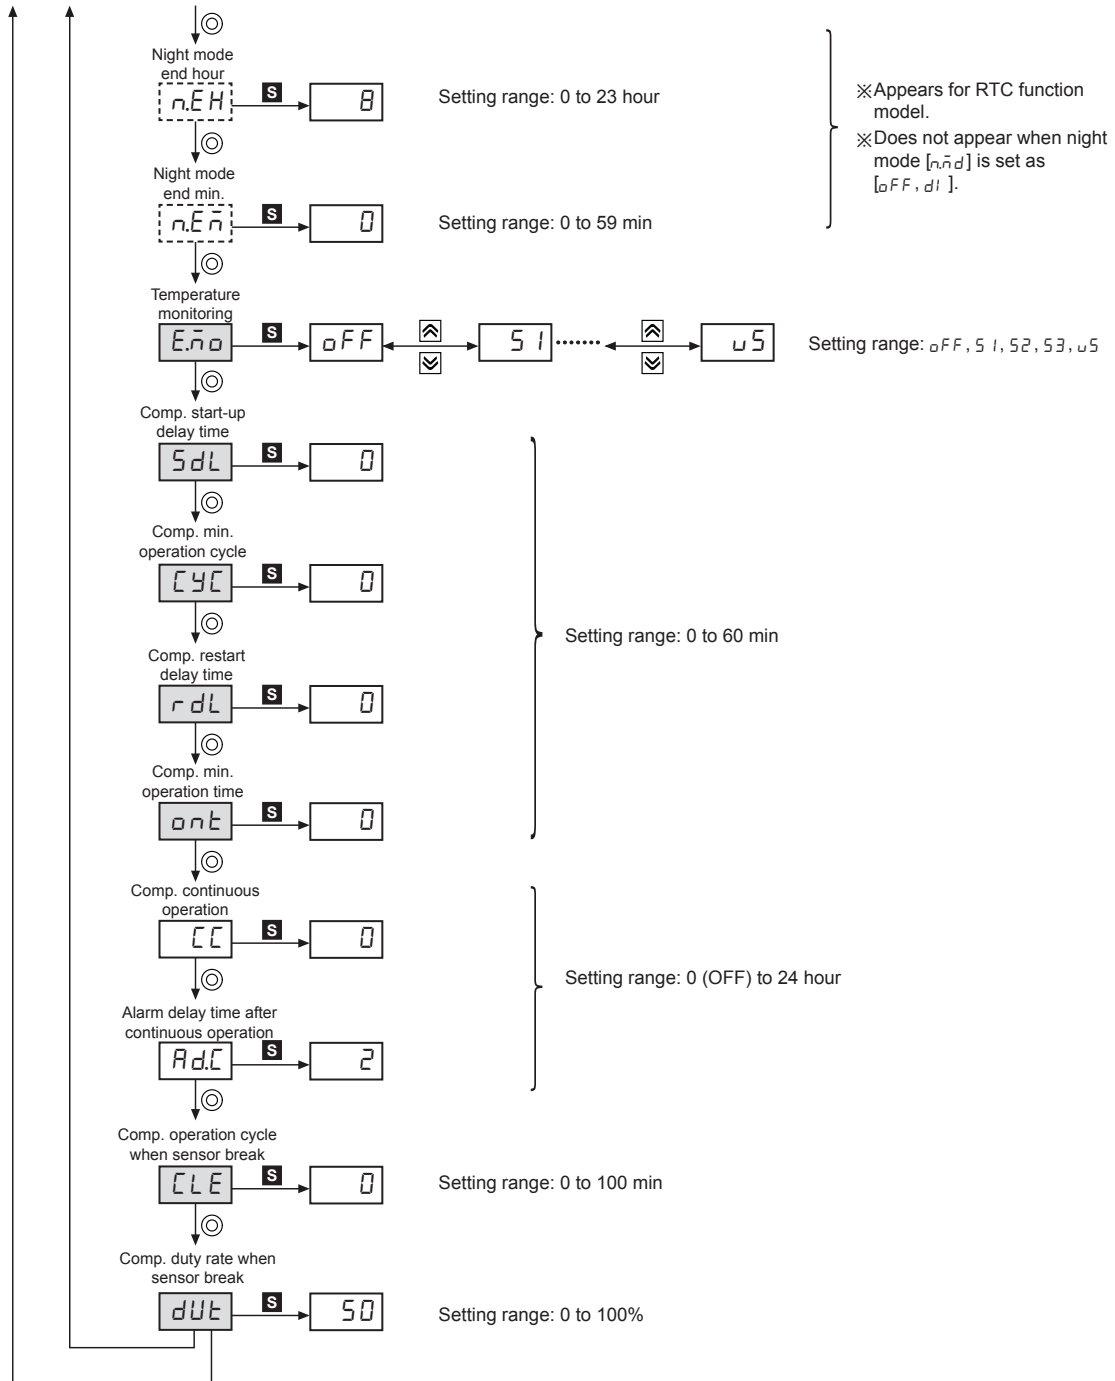 Night mode
end hour
n.EH
S
8
Setting range: 0 to 23 hour
※Appears for RTC function
model.
※Does not appear when night
mode [n.m̄d] is set as
[oFF, dI ].
Night mode
end min.
n.Em̄
S
0
Setting range: 0 to 59 min
Temperature
monitoring
E.m̄o
S
oFF
S1
........
uS
Setting range: oFF, S1, S2, S3, uS
Comp. start-up
delay time
SdL
S
0
Comp. min.
operation cycle
CYC
S
0
Setting range: 0 to 60 min
Comp. restart
delay time
rdL
S
0
Comp. min.
operation time
ont
S
0
Comp. continuous
operation
CC
S
0
Setting range: 0 (OFF) to 24 hour
Alarm delay time after
continuous operation
Ad.C
S
2
Comp. operation cycle
when sensor break
CLE
S
0
Setting range: 0 to 100 min
Comp. duty rate when
sensor break
dUt
S
50
Setting range: 0 to 100%